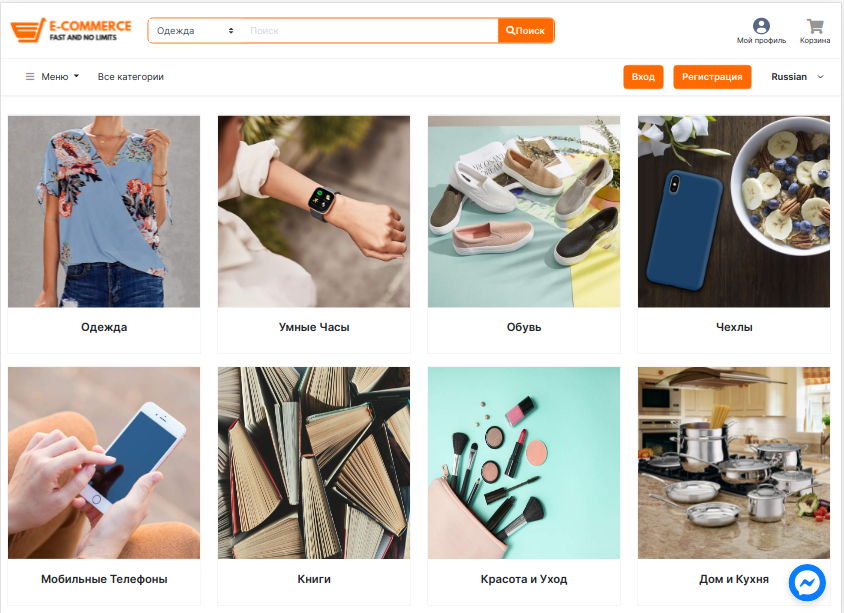 E-COMMERCE
FAST AND NO LIMITS
Одежда
Поиск
Поиск
Мой профиль
Корзина
Меню
Все категории
Вход
Регистрация
Russian
Одежда
Умные Часы
Обувь
Чехлы
Мобильные Телефоны
Книги
Красота и Уход
Дом и Кухня